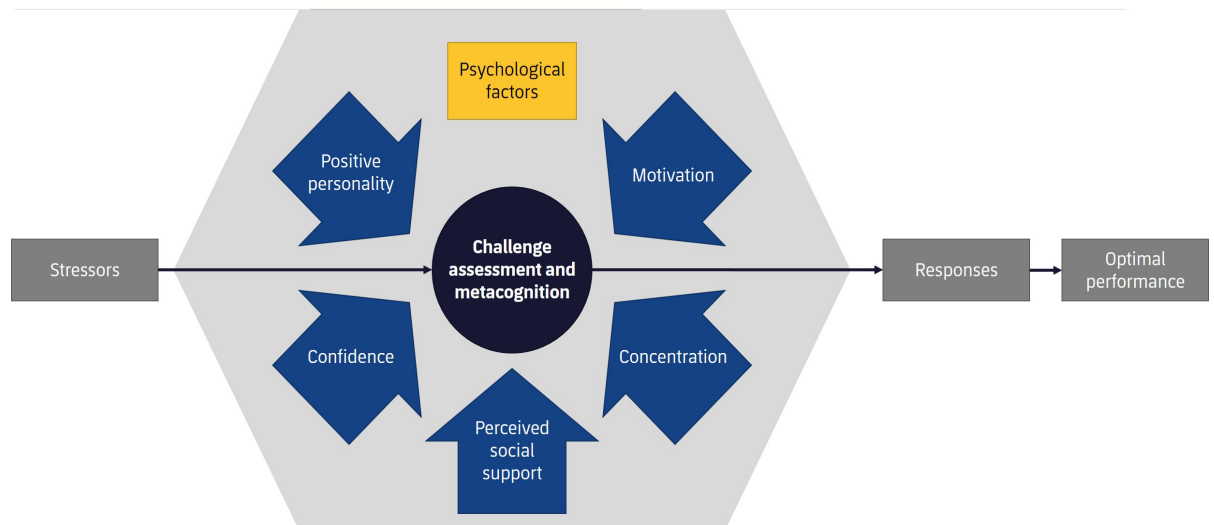 Psychological
factors
Positive
personality
Motivation
Stressors
Challenge
assessment and
metacognition
Responses
Optimal
performance
Confidence
Concentration
Perceived
social
support